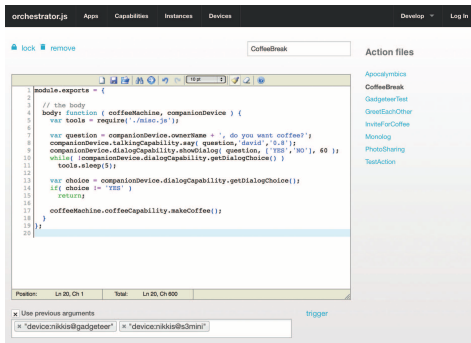 orchestrator.js Apps Capabilities Instances Devices Develop Log In
lock remove CoffeeBreak
Action files
Apocalymbics
CoffeeBreak
GadgeteerTest
GreetEachOther
InviteForCoffee
Monolog
PhotoSharing
TestAction
10 pt
1 module.exports = {
2
3 // the body
4 body: function ( coffeeMachine, companionDevice ) {
5 var tools = require('./misc.js');
6
7 var question = companionDevice.ownerName + ', do you want coffee?';
8 companionDevice.talkingCapability.say( question,'david','0.8');
9 companionDevice.dialogCapability.showDialog( question, ['YES','NO'], 60 );
10 while( !companionDevice.dialogCapability.getDialogChoice() )
11 tools.sleep(5);
12
13 var choice = companionDevice.dialogCapability.getDialogChoice();
14 if( choice != 'YES' )
15 return;
16
17 coffeeMachine.coffeeCapability.makeCoffee();
18 }
19 };
20
Position: Ln 20, Ch 1 Total: Ln 20, Ch 600
x Use previous arguments trigger
× "device:nikkis@gadgeteer" × "device:nikkis@s3mini"